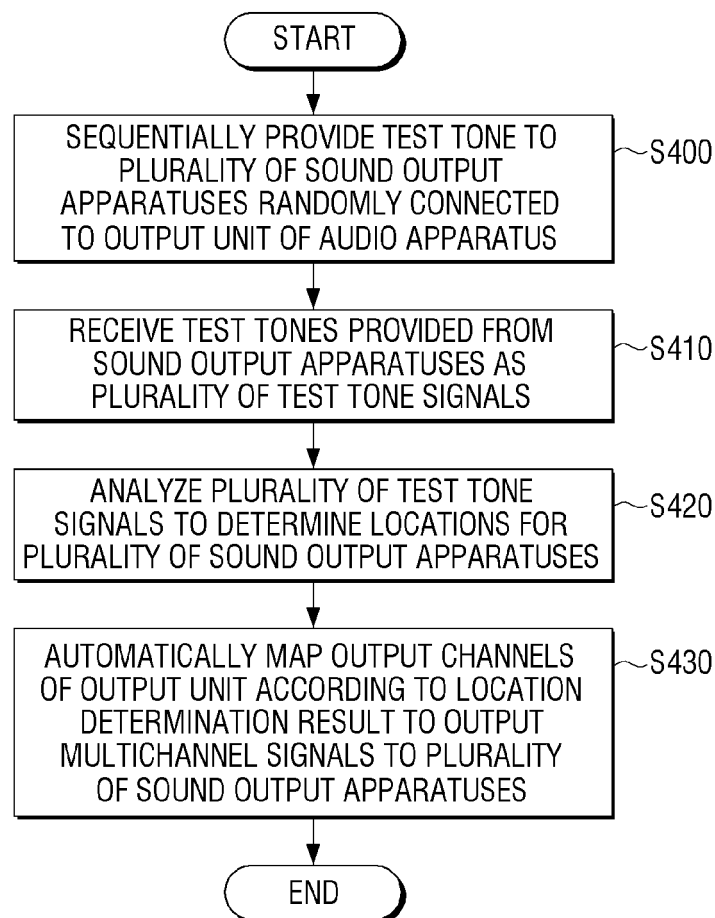 START
SEQUENTIALLY PROVIDE TEST TONE TO
PLURALITY OF SOUND OUTPUT
APPARATUSES RANDOMLY CONNECTED
TO OUTPUT UNIT OF AUDIO APPARATUS
S400
RECEIVE TEST TONES PROVIDED FROM
SOUND OUTPUT APPARATUSES AS
PLURALITY OF TEST TONE SIGNALS
S410
ANALYZE PLURALITY OF TEST TONE
SIGNALS TO DETERMINE LOCATIONS FOR
PLURALITY OF SOUND OUTPUT APPARATUSES
S420
AUTOMATICALLY MAP OUTPUT CHANNELS
OF OUTPUT UNIT ACCORDING TO LOCATION
DETERMINATION RESULT TO OUTPUT
MULTICHANNEL SIGNALS TO PLURALITY
OF SOUND OUTPUT APPARATUSES
S430
END